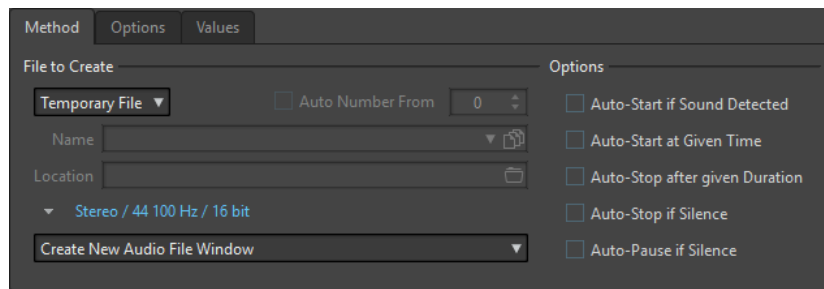 Method Options Values
File to Create
Temporary File Auto Number From 0
Name
Location
Stereo / 44 100 Hz / 16 bit
Create New Audio File Window
Options
Auto-Start if Sound Detected
Auto-Start at Given Time
Auto-Stop after given Duration
Auto-Stop if Silence
Auto-Pause if Silence